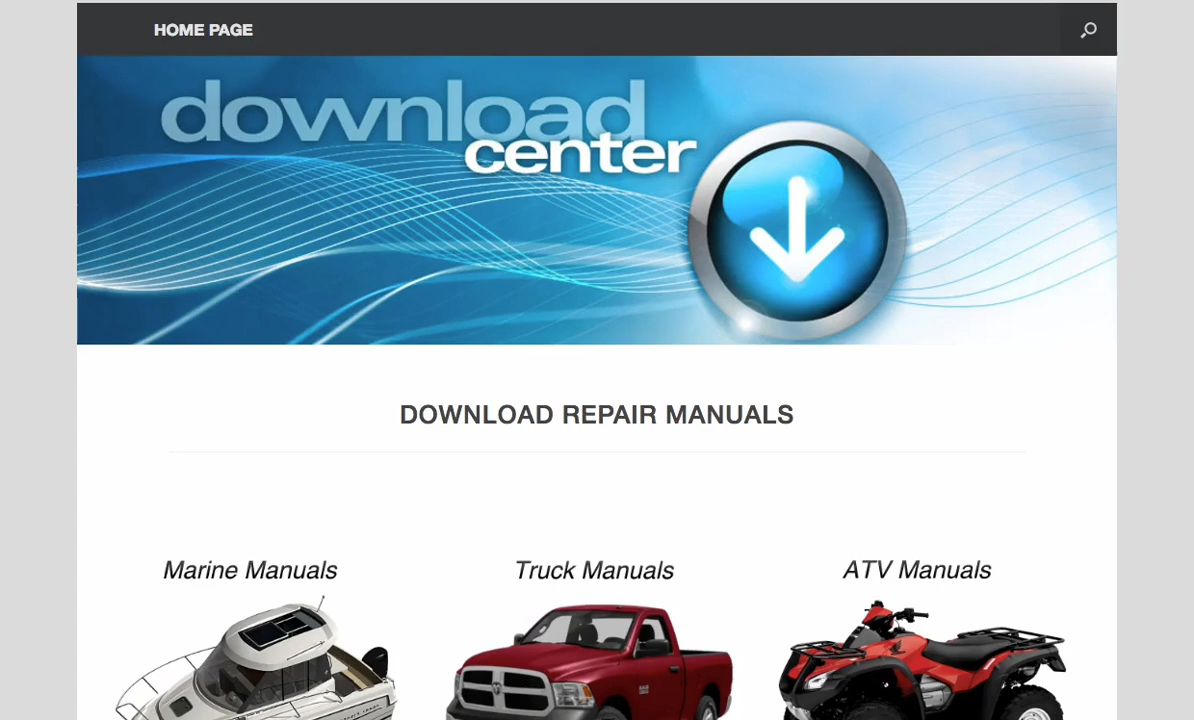 HOME PAGE
download
center
DOWNLOAD REPAIR MANUALS
Marine Manuals
Truck Manuals
ATV Manuals